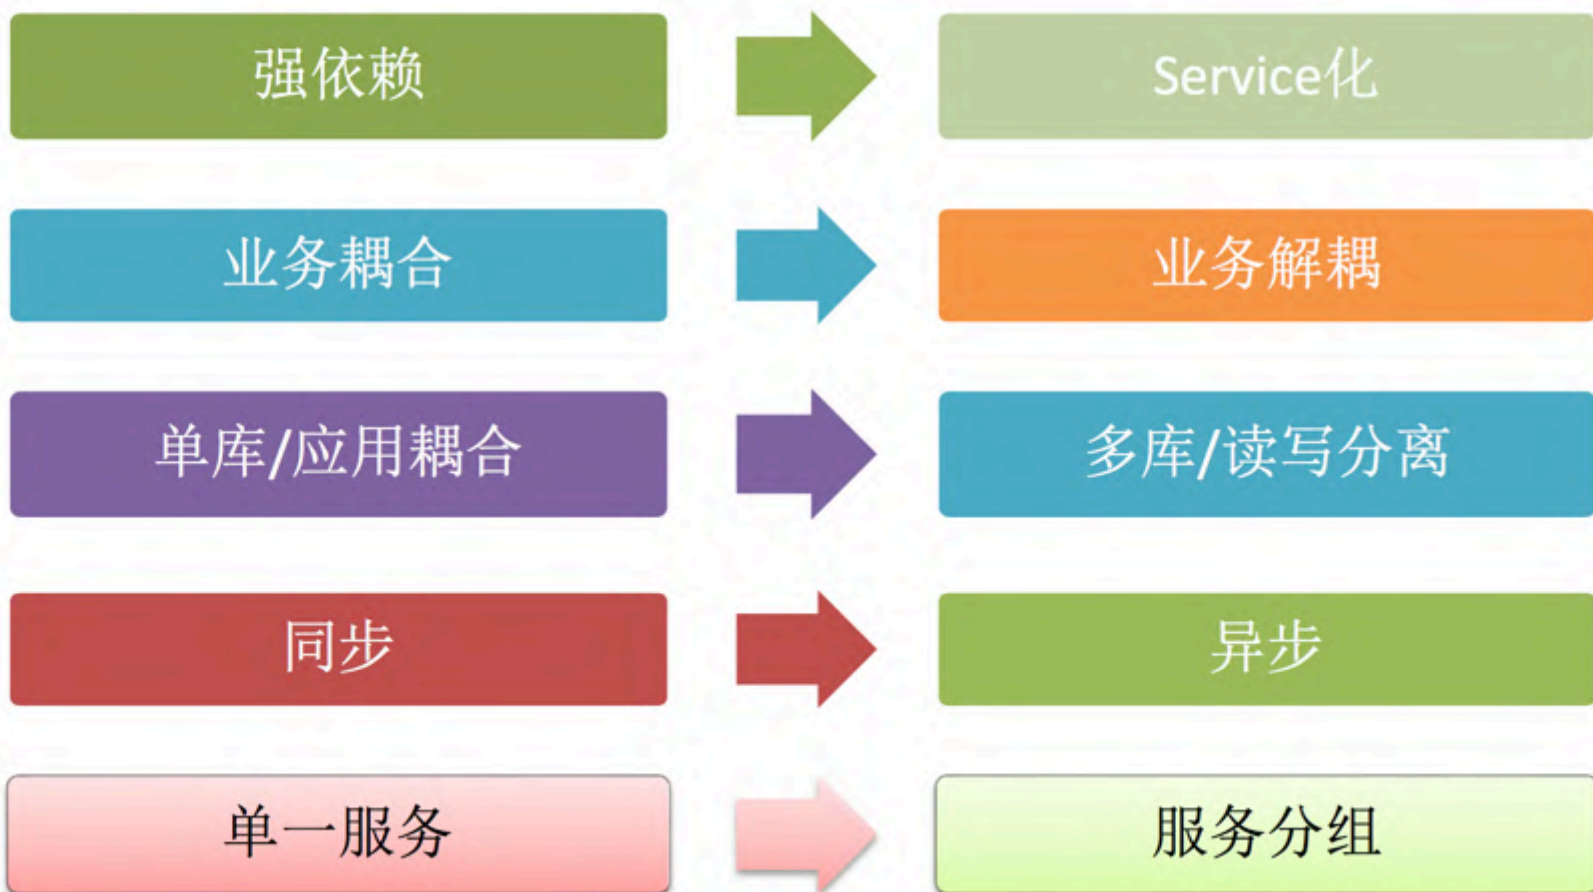 强依赖
Service化
业务耦合
业务解耦
单库/应用耦合
多库/读写分离
同步
异步
单一服务
服务分组